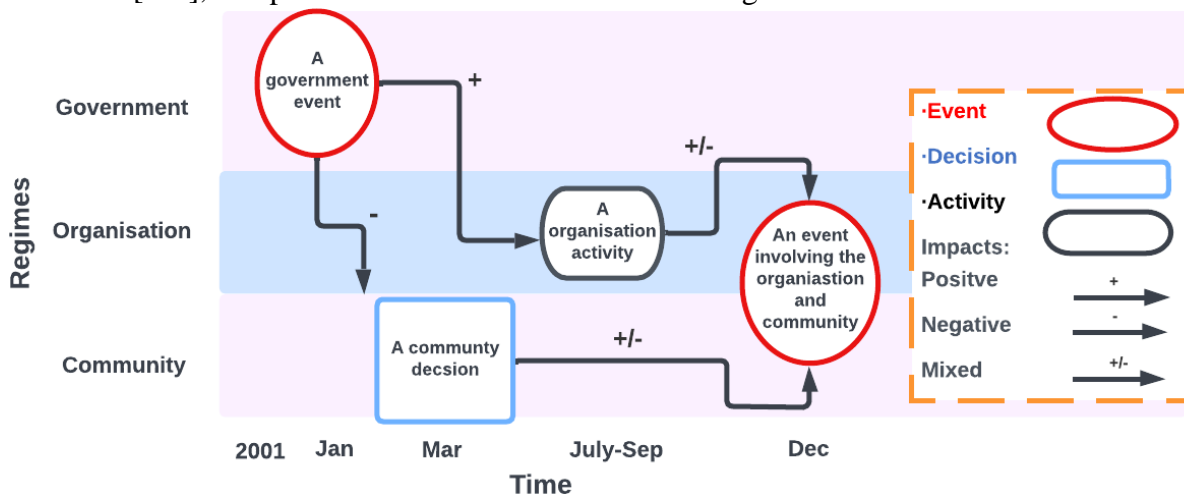 A
government
event
+
Government
+/-
-
Regimes
Organisation
A
organisation
activity
An event
involving the
organiastion
and
community
Community
A communty
decsion
+/-
2001
Jan
Mar
July-Sep
Dec
Time
·Event
·Decision
·Activity
Impacts:
Positve
+
Negative
-
Mixed
+/-